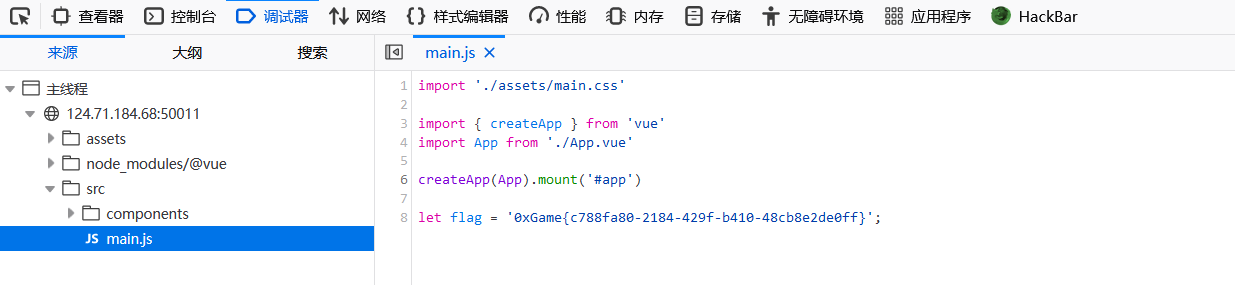 查看器 控制台 调试器 网络 样式编辑器 性能 内存 存储 无障碍环境 应用程序 HackBar
来源 大纲 搜索
主线程
124.71.184.68:50011
assets
node_modules/@vue
src
components
JS main.js
main.js
1 import './assets/main.css'
2
3 import { createApp } from 'vue'
4 import App from './App.vue'
5
6 createApp(App).mount('#app')
7
8 let flag = '0xGame{c788fa80-2184-429f-b410-48cb8e2de0ff}';